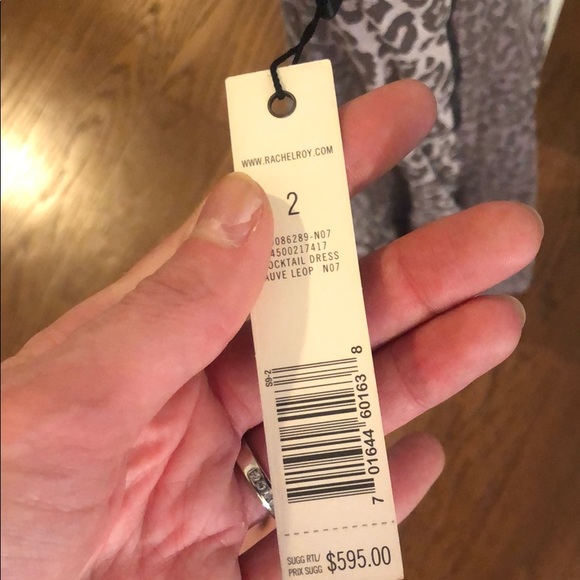 WWW.RACHELROY.COM
2
086289-N07
4500217417
OCKTAIL DRESS
AUVE LEOP N07
S9-2
7 01644 60163 8
SUGG RTL/
PRIX SUGG $595.00